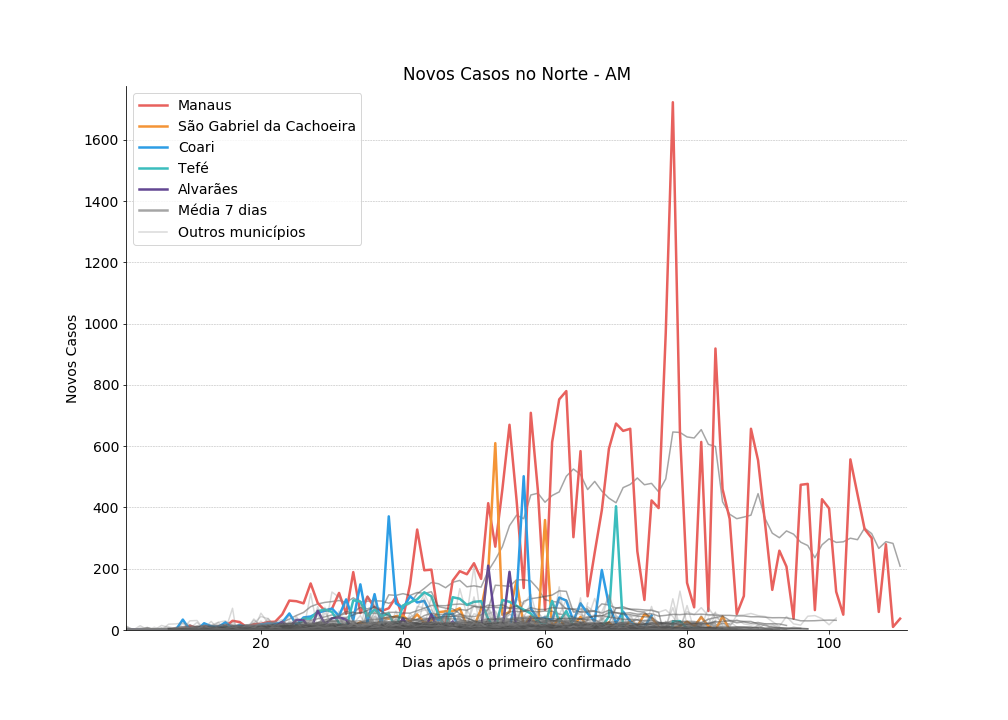 Novos Casos no Norte - AM
Manaus
São Gabriel da Cachoeira
Coari
Tefé
Alvarães
Média 7 dias
Outros municípios
1600
1400
1200
1000
800
600
400
200
0
Novos Casos
20 40 60 80 100
Dias após o primeiro confirmado